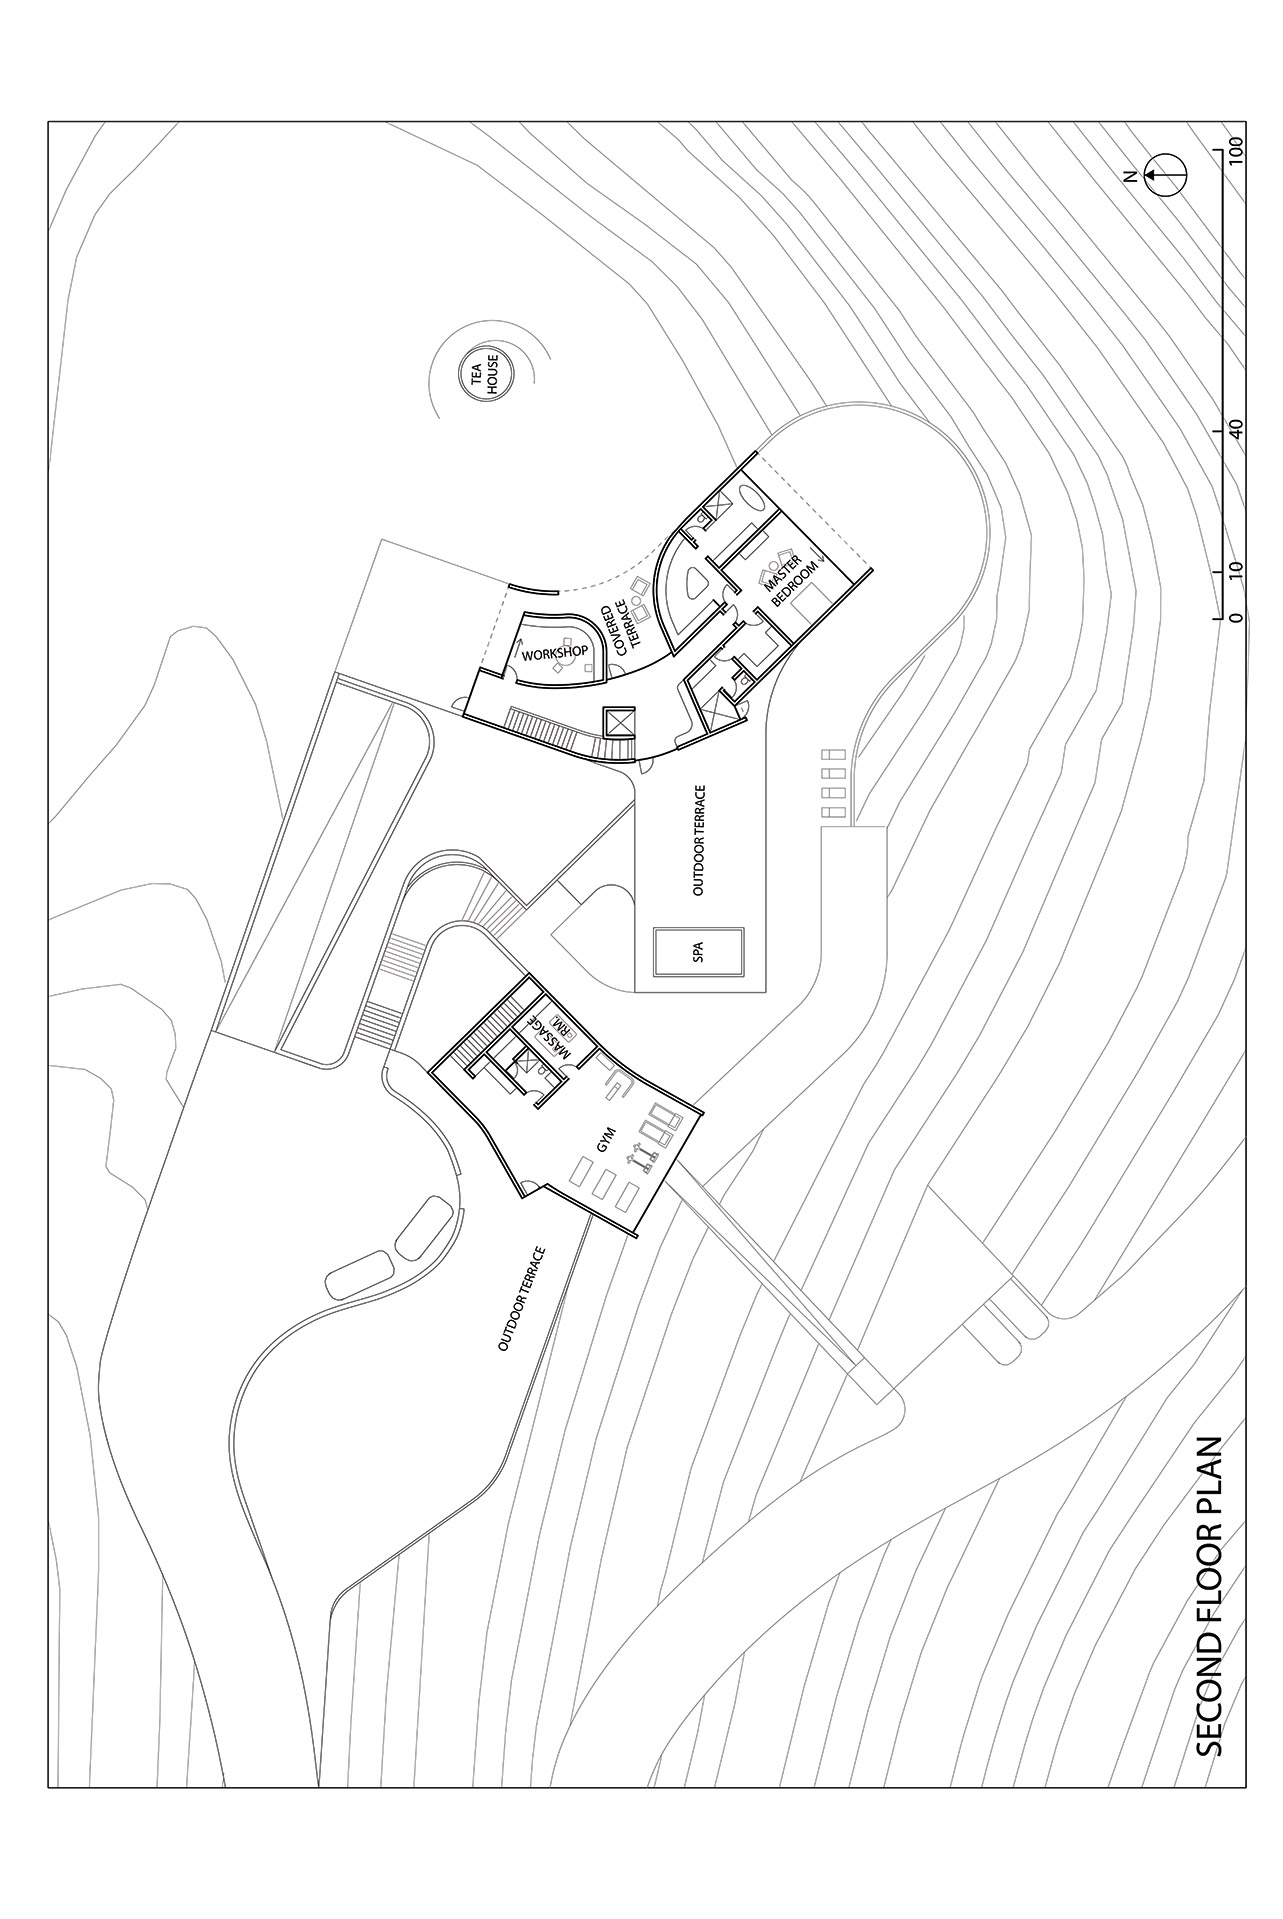 N
TEA
HOUSE
COVERED
TERRACE
WORKSHOP
MASTER
BEDROOM
OUTDOOR TERRACE
SPA
MASSAGE
RM.
GYM
OUTDOOR TERRACE
SECOND FLOOR PLAN
0 10 40 100